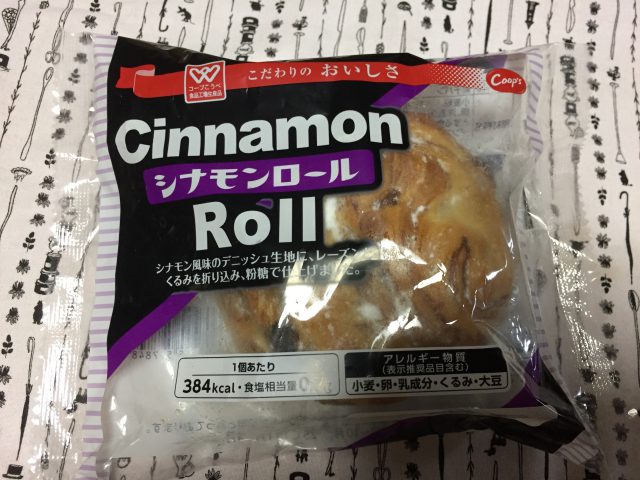 コープこうべ
食品工場生産品
こだわりの おいしさ
Coop's
Cinnamon
シナモンロール
Roll
シナモン風味のデニッシュ生地に、レーズン
くるみを折り込み、粉糖で仕上げました。
1個あたり
384kcal・食塩相当量
アレルギー物質
(表示推奨品目含む)
小麦・卵・乳成分・くるみ・大豆